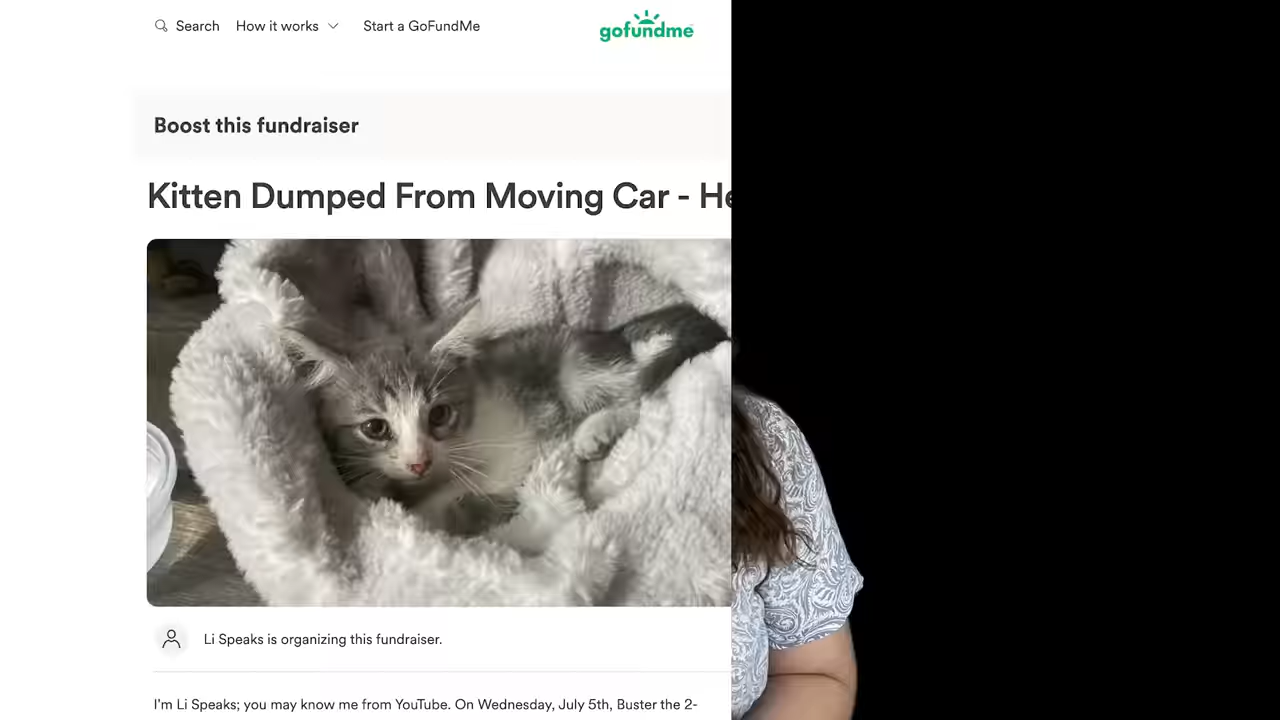 Search How it works Start a GoFundMe gofundme
Boost this fundraiser
Kitten Dumped From Moving Car - He
Li Speaks is organizing this fundraiser.
I'm Li Speaks; you may know me from YouTube. On Wednesday, July 5th, Buster the 2-